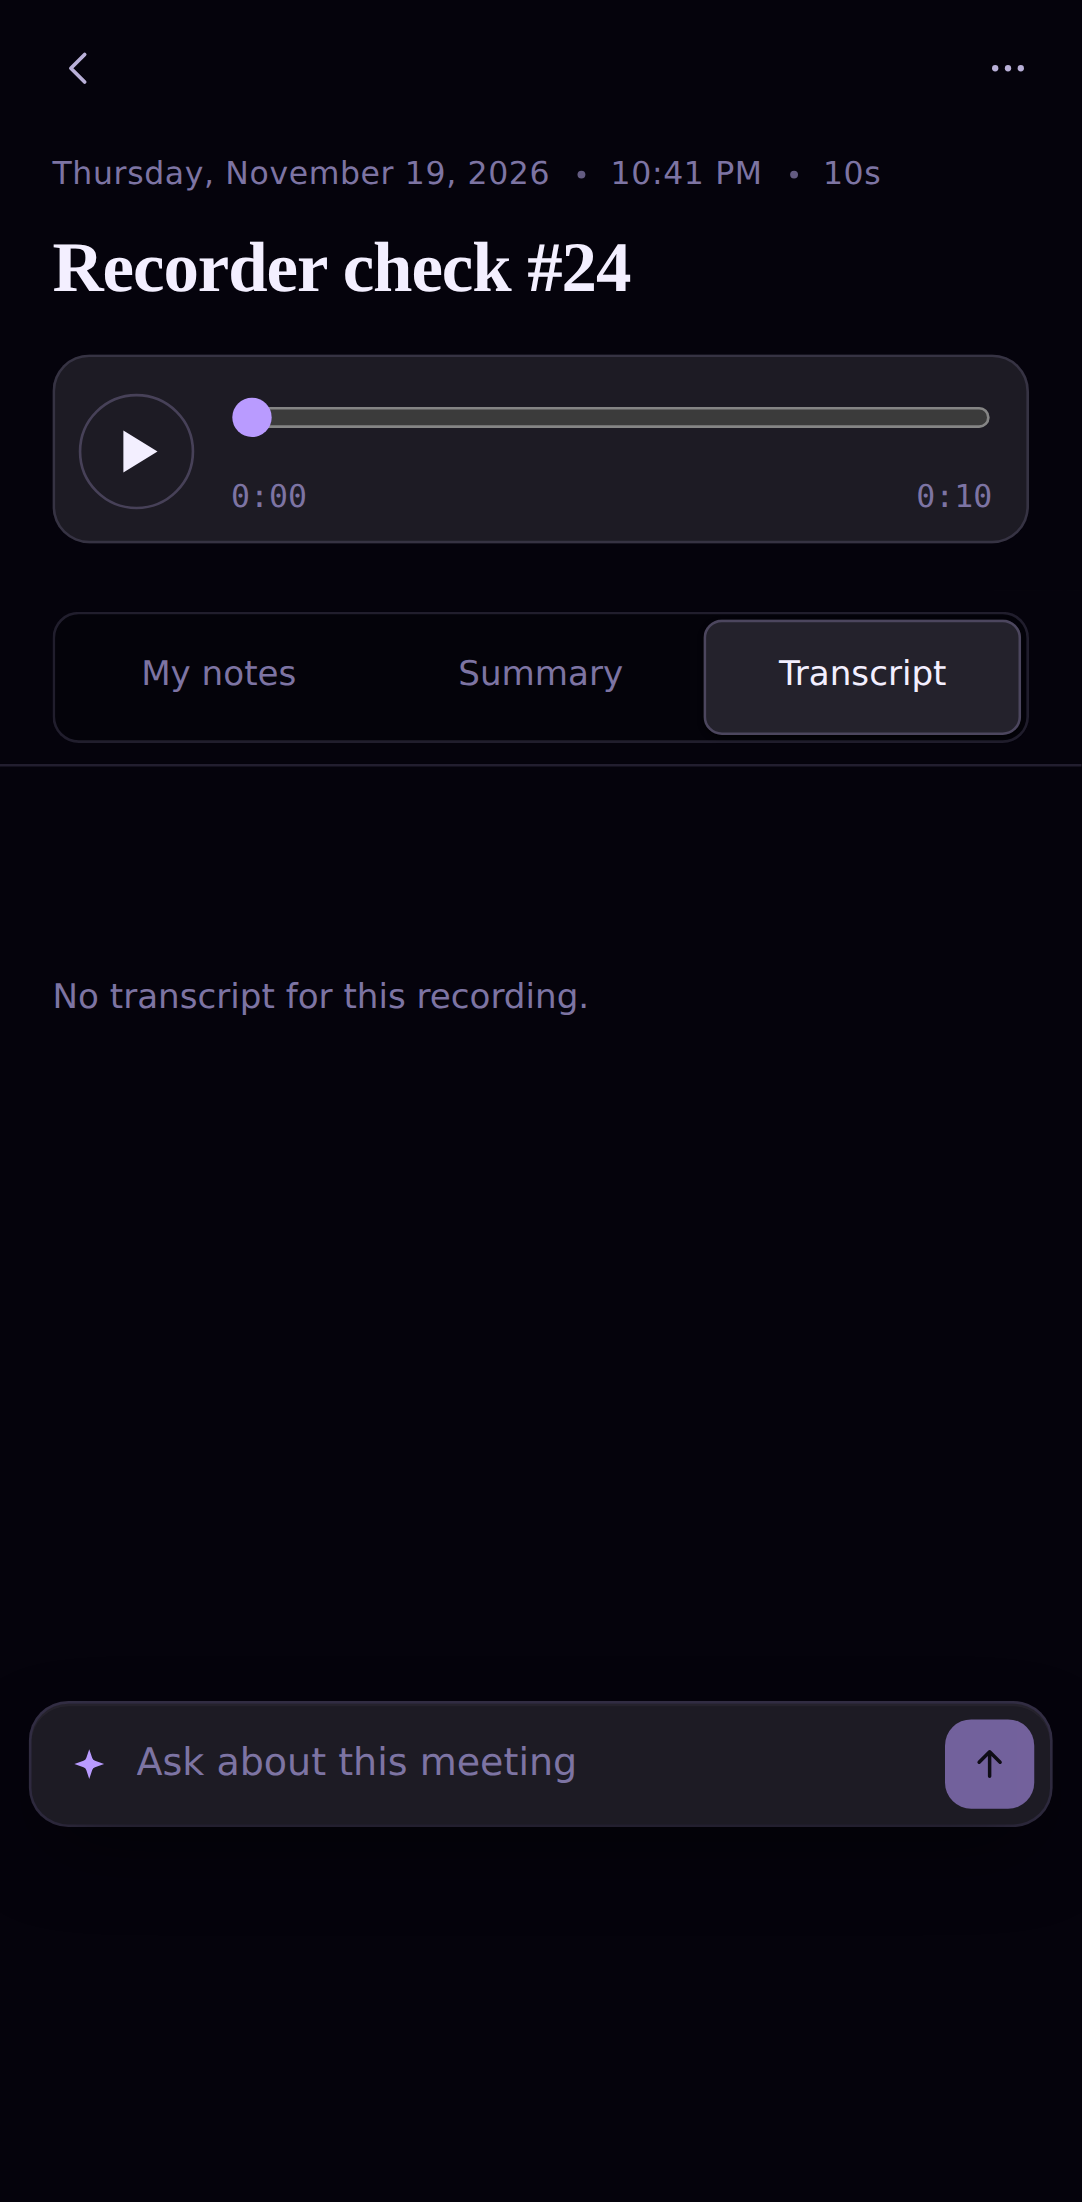 Thursday, November 19, 2026 • 10:41 PM • 10s
Recorder check #24
0:00 0:10
My notes Summary Transcript
No transcript for this recording.
Ask about this meeting